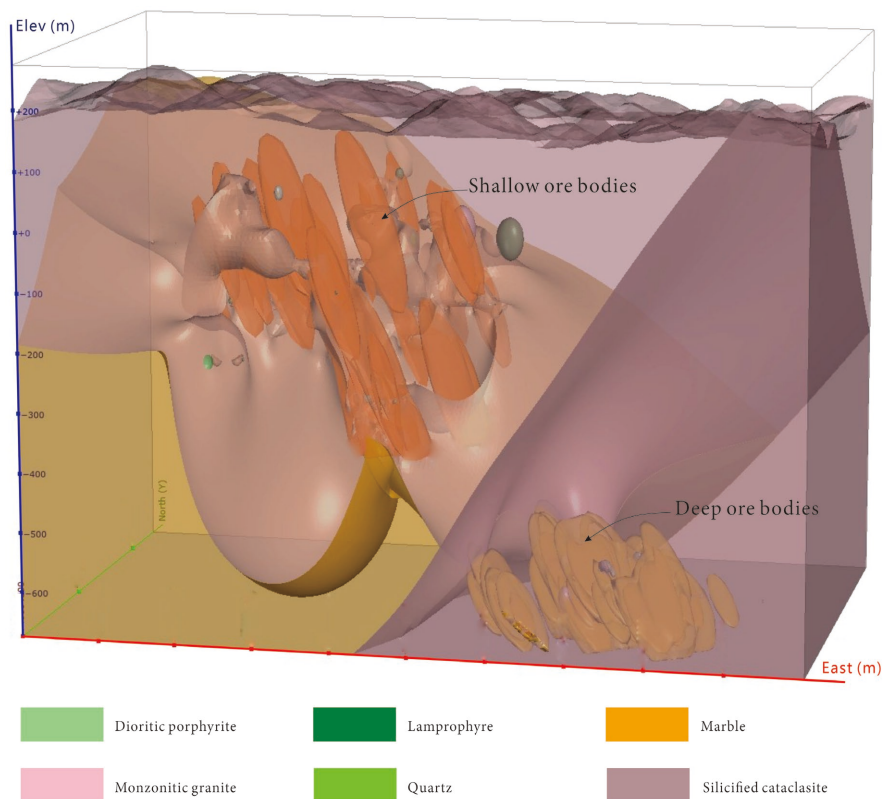 Elev (m)
+200
+100
Shallow ore bodies
+0
−100
−200
−300
−400
Deep ore bodies
North (Y)
−500
−600
East (m)
Dioritic porphyrite
Lamprophyre
Marble
Monzonitic granite
Quartz
Silicified cataclasite